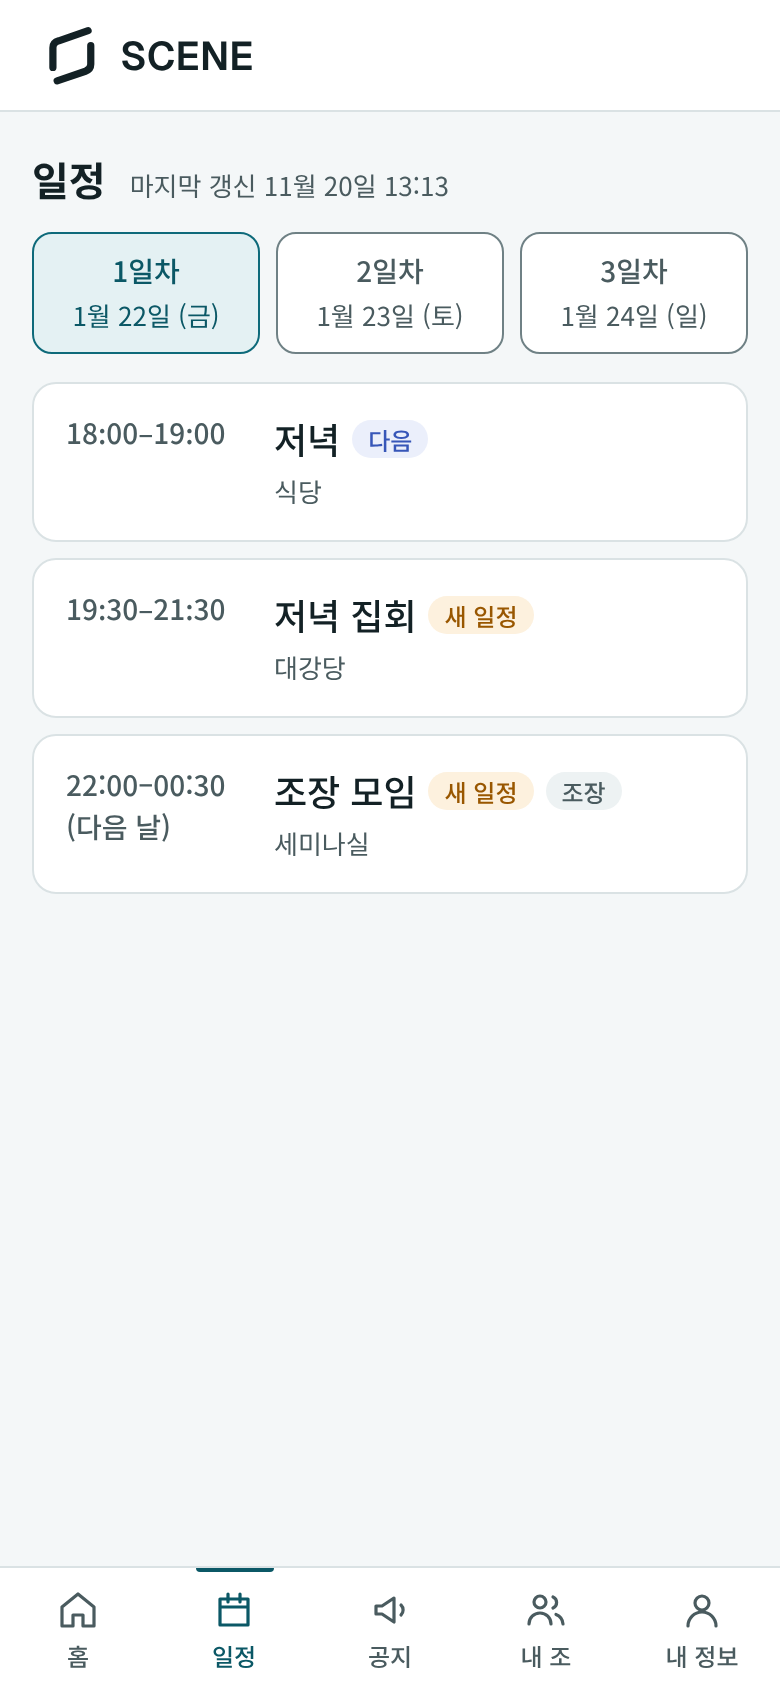 SCENE
일정 마지막 갱신 11월 20일 13:13
1일차 2일차 3일차
1월 22일 (금) 1월 23일 (토) 1월 24일 (일)
18:00–19:00 저녁 다음
식당
19:30–21:30 저녁 집회 새 일정
대강당
22:00–00:30 조장 모임 새 일정 조장
(다음 날) 세미나실
홈 일정 공지 내 조 내 정보